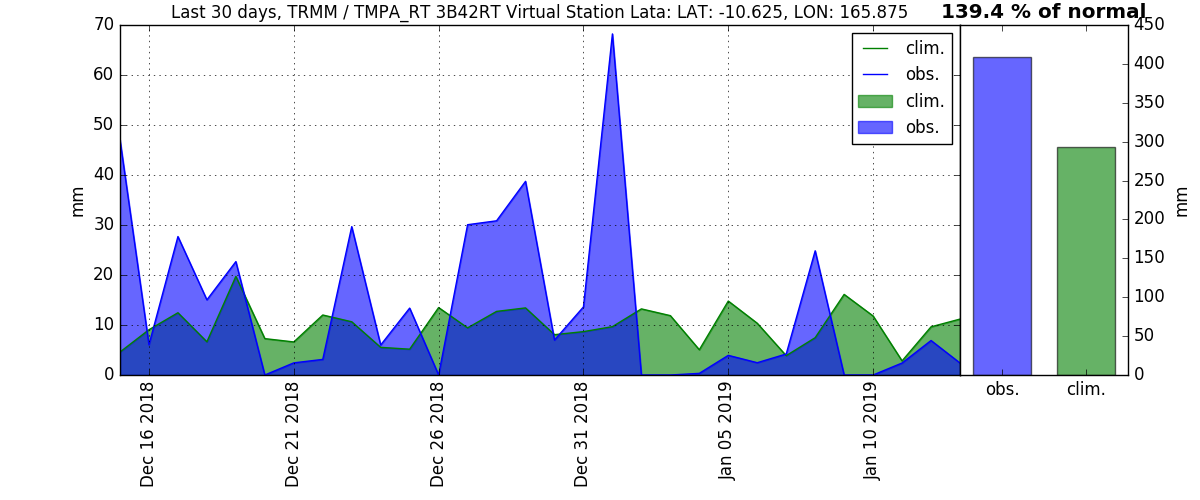 Last 30 days, TRMM / TMPA_RT 3B42RT Virtual Station Lata: LAT: -10.625, LON: 165.875
139.4 % of normal
70
60
50
40
30
20
10
0
mm
clim.
obs.
clim.
obs.
Dec 16 2018
Dec 21 2018
Dec 26 2018
Dec 31 2018
Jan 05 2019
Jan 10 2019
450
400
350
300
250
200
150
100
50
0
mm
obs.
clim.